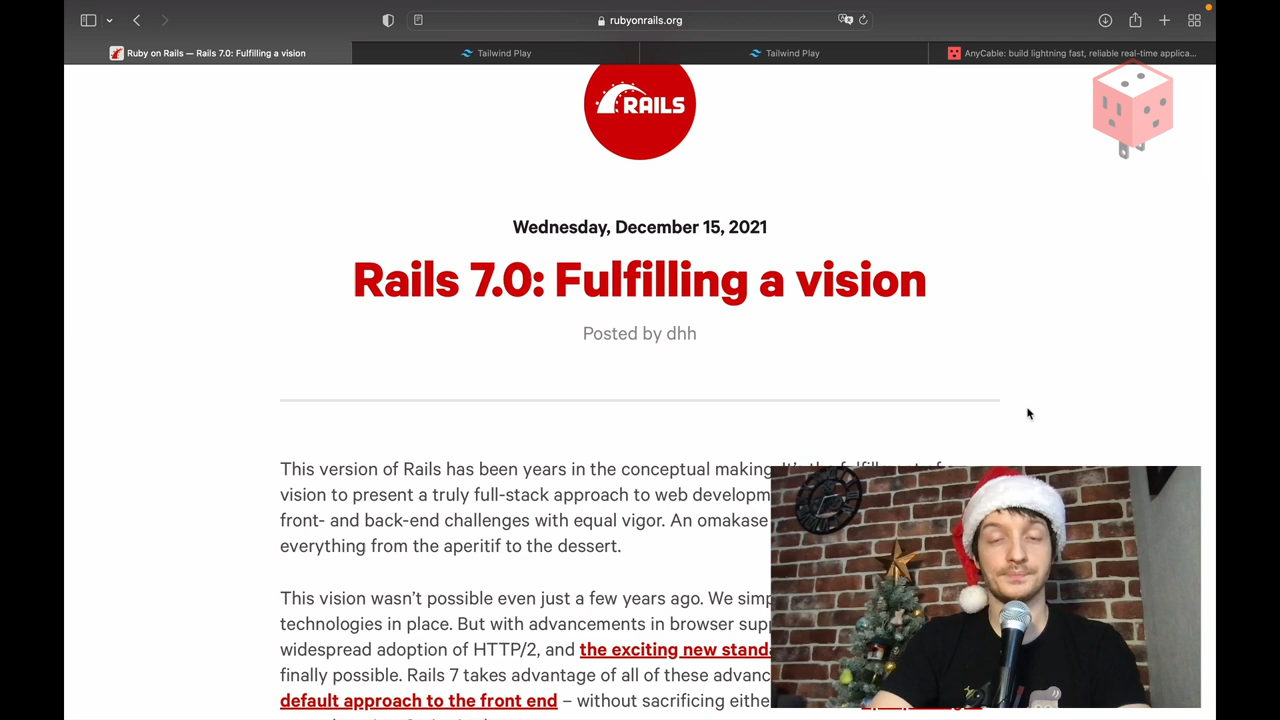 rubyonrails.org
Ruby on Rails — Rails 7.0: Fulfilling a vision
Tailwind Play
Tailwind Play
AnyCable: build lightning fast, reliable real-time applica...
RAILS
Wednesday, December 15, 2021
Rails 7.0: Fulfilling a vision
Posted by dhh
This version of Rails has been years in the conceptual making. It's the fulfillment of
vision to present a truly full-stack approach to web developm
front- and back-end challenges with equal vigor. An omakase
everything from the aperitif to the dessert.
This vision wasn't possible even just a few years ago. We simp
technologies in place. But with advancements in browser supp
widespread adoption of HTTP/2, and the exciting new standa
finally possible. Rails 7 takes advantage of all of these advanc
default approach to the front end – without sacrificing eithe